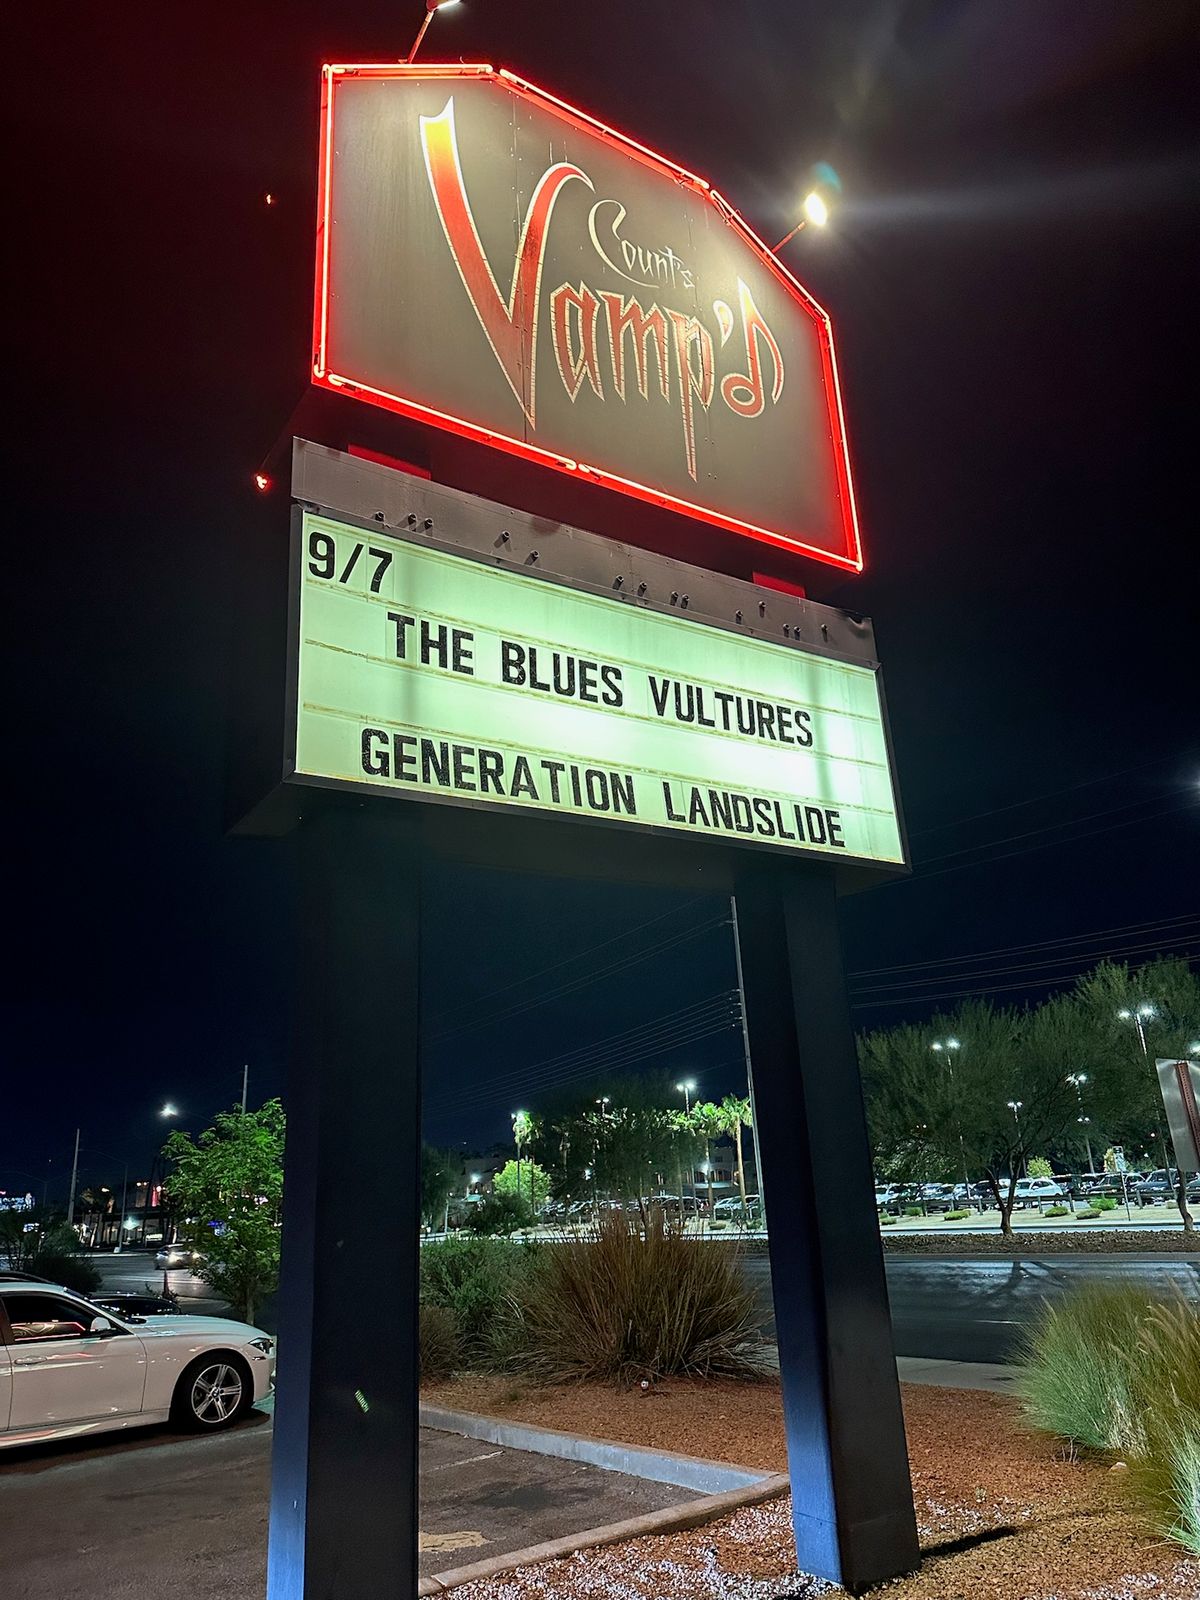 Count's
Vamp'd
9/7
THE BLUES VULTURES
GENERATION LANDSLIDE